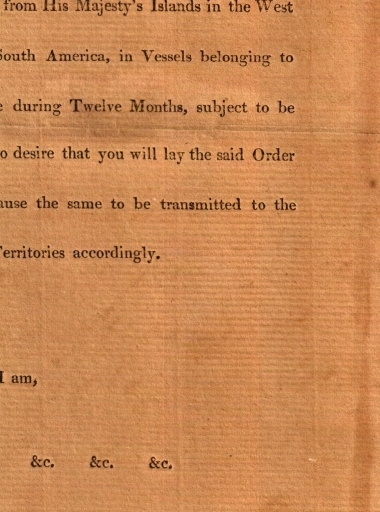 from His Majesty's Islands in the West
South America, in Vessels belonging to
during Twelve Months, subject to be
desire that you will lay the said Order
the same to be transmitted to the
Territories accordingly.
I am,
&c. &c. &c.